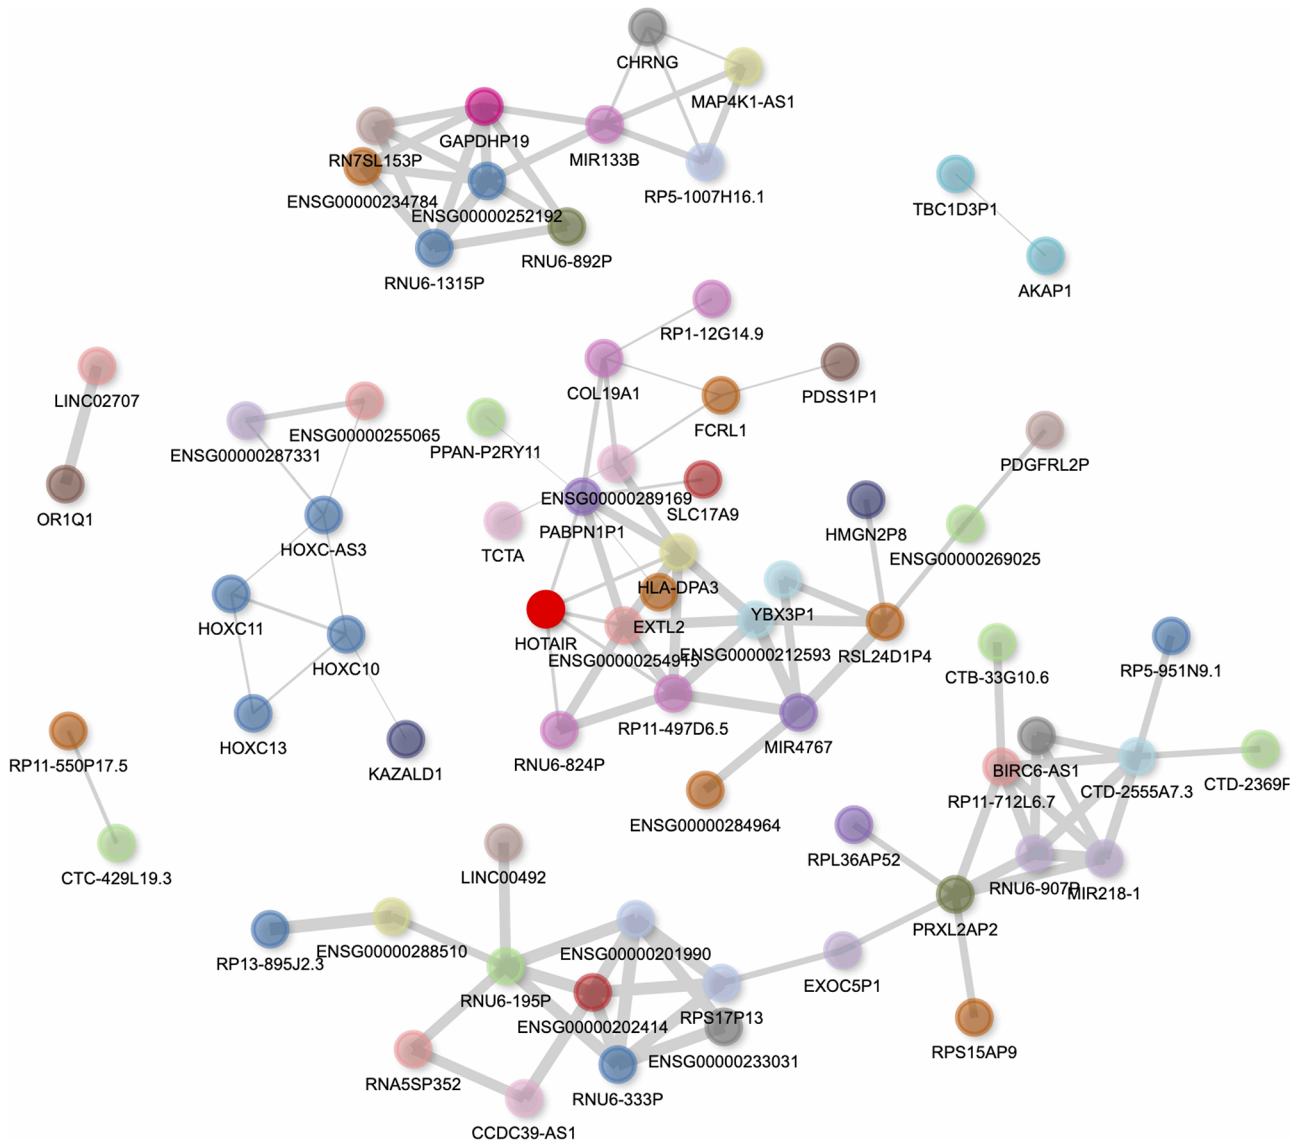 CHRNG
MAP4K1-AS1
GAPDHP19
MIR133B
RN7SL153P
RP5-1007H16.1
ENSG00000234784
ENSG00000252192
TBC1D3P1
RNU6-892P
RNU6-1315P
AKAP1
RP1-12G14.9
COL19A1
PDSS1P1
LINC02707
FCRL1
ENSG00000255065
ENSG00000287331
PPAN-P2RY11
PDGFRL2P
ENSG00000289169
SLC17A9
OR1Q1
PABPN1P1
HMGN2P8
HOXC-AS3
TCTA
ENSG00000269025
HLA-DPA3
YBX3P1
HOXC11
HOTAIR
EXTL2
ENSG00000254915
ENSG00000212593
RSL24D1P4
HOXC10
CTB-33G10.6
RP5-951N9.1
RP11-497D6.5
HOXC13
MIR4767
RP11-550P17.5
RNU6-824P
KAZALD1
BIRC6-AS1
CTD-2555A7.3
CTD-2369F
RP11-712L6.7
ENSG00000284964
RPL36AP52
CTC-429L19.3
LINC00492
RNU6-907P
MIR218-1
PRXL2AP2
ENSG00000288510
RP13-895J2.3
ENSG00000201990
EXOC5P1
RNU6-195P
RPS17P13
ENSG00000202414
RPS15AP9
ENSG00000233031
RNA5SP352
RNU6-333P
CCDC39-AS1